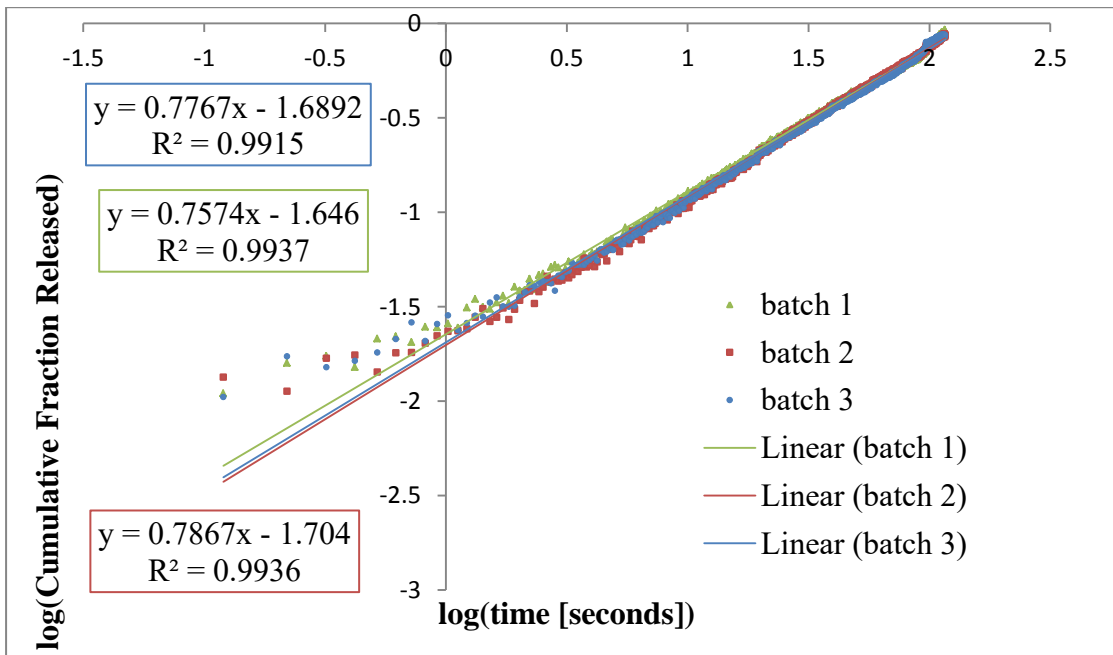 0
-1.5
-1
-0.5
0
0.5
1
1.5
2
2.5
y = 0.7767x - 1.6892
R² = 0.9915
-0.5
y = 0.7574x - 1.646
R² = 0.9937
-1
-1.5
-2
-2.5
-3
y = 0.7867x - 1.704
R² = 0.9936
batch 1
batch 2
batch 3
Linear (batch 1)
Linear (batch 2)
Linear (batch 3)
log(Cumulative Fraction Released)
log(time [seconds])